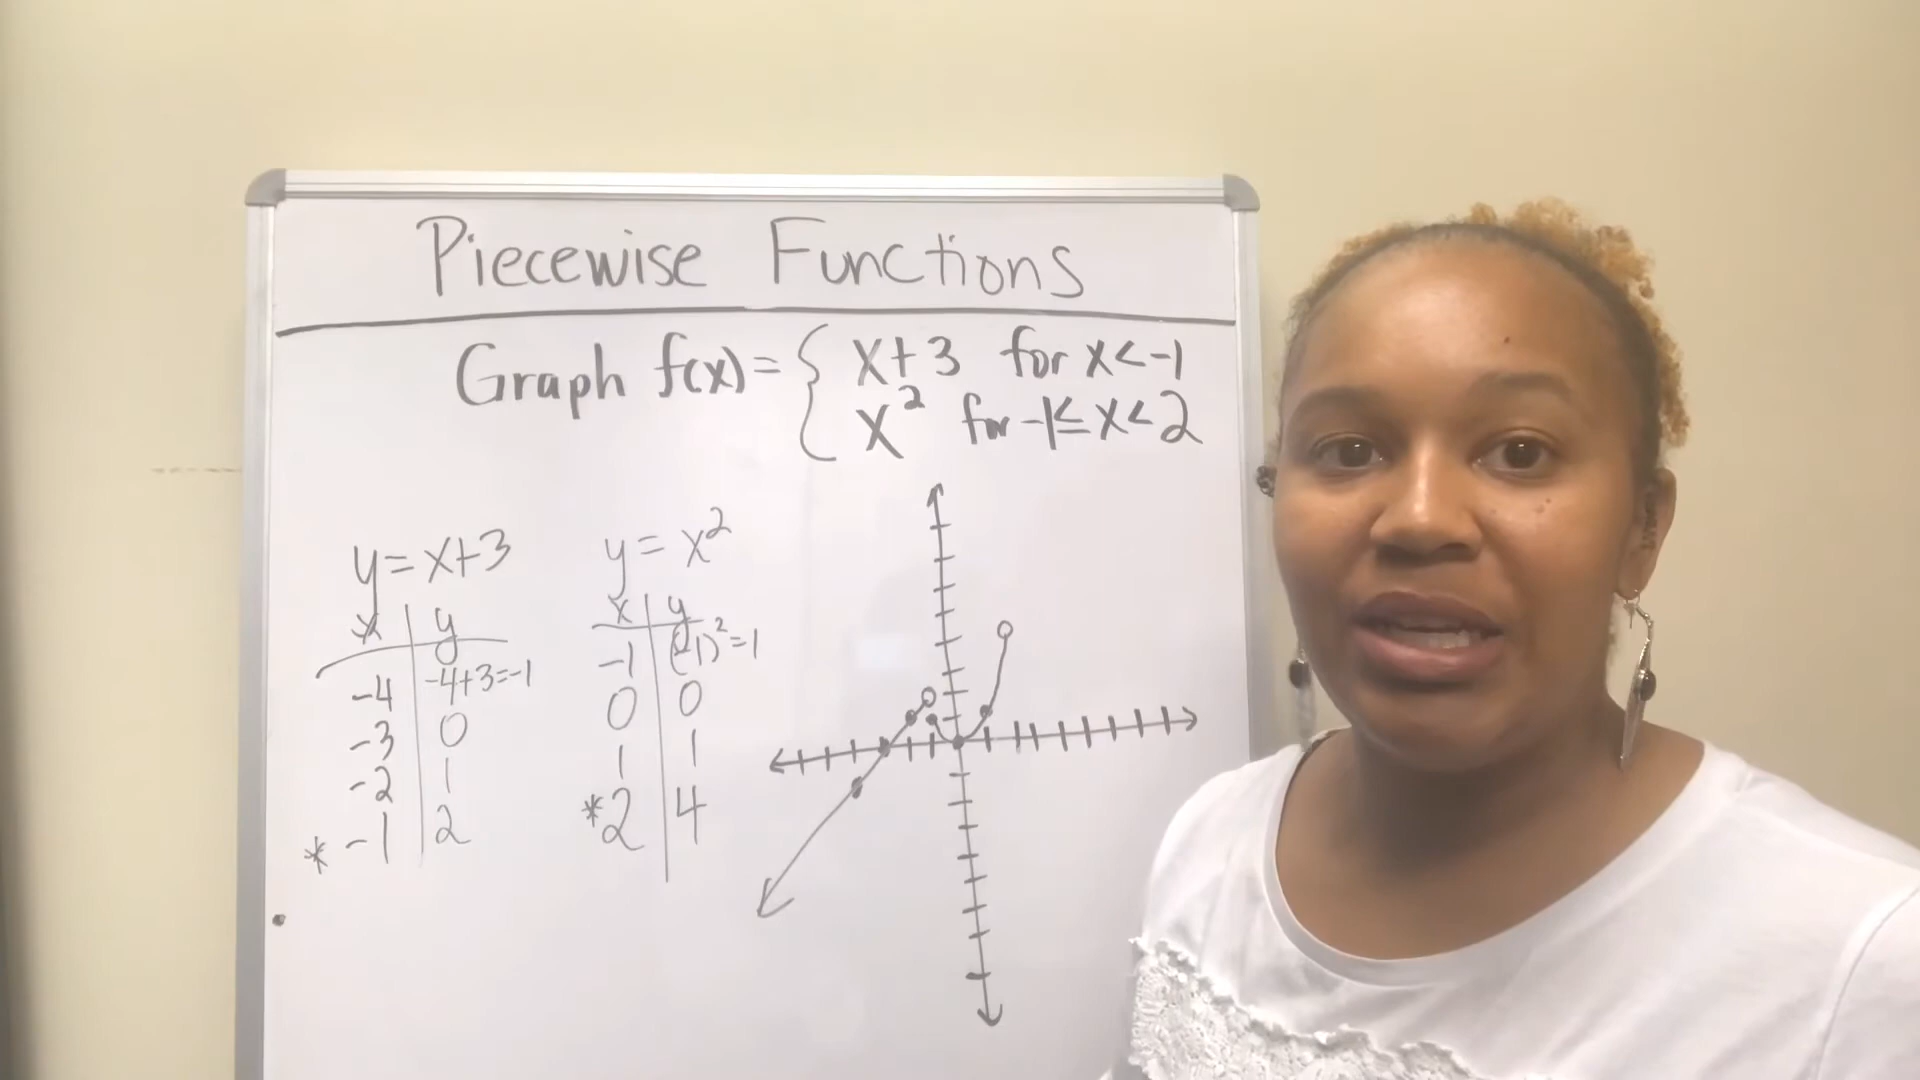 Piecewise Functions
Graph f(x) = { x+3 for x<-1
x² for -1≤x<2
y = x+3
x y
-4 -4+3=-1
-3 0
-2 1
* -1 2
y = x²
x y
-1 (-1)²=1
0 0
1 1
*2 4